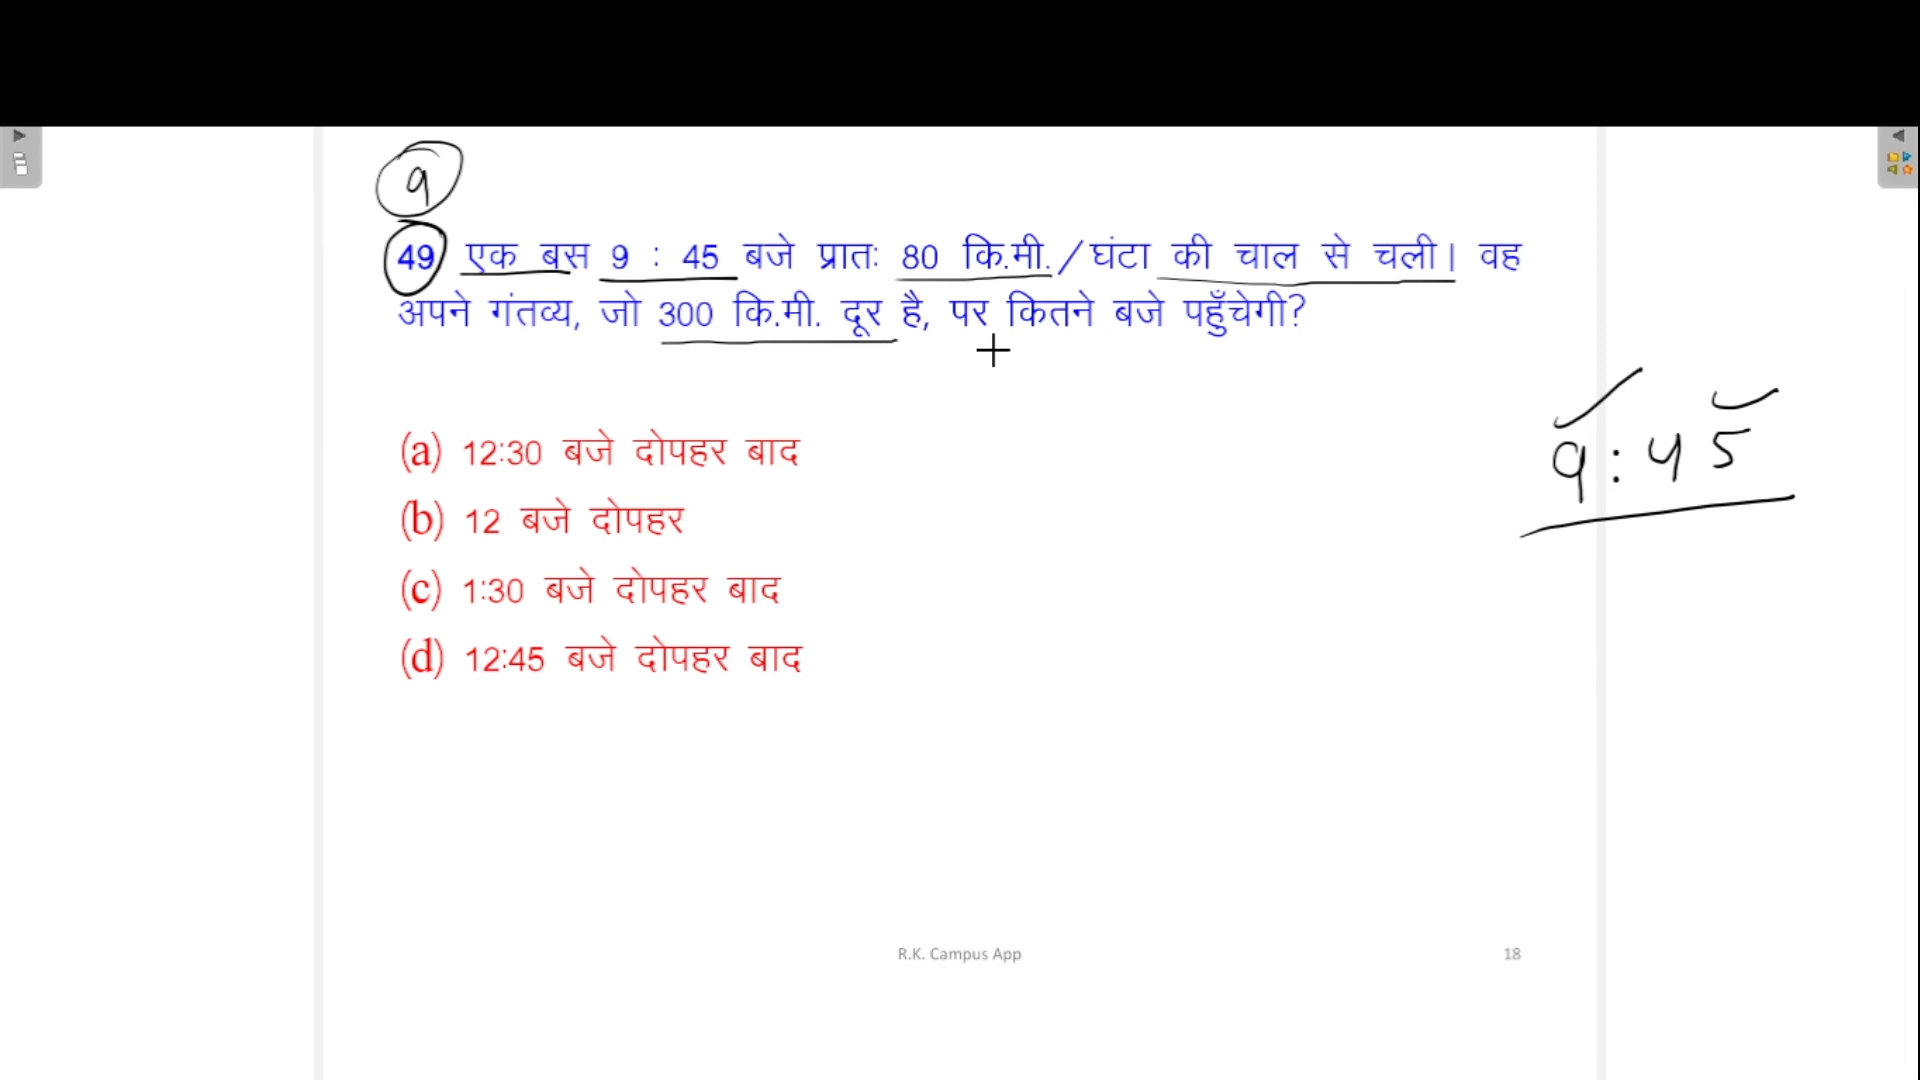 9
49 एक बस 9 : 45 बजे प्रातः 80 कि.मी./घंटा की चाल से चली। वह
अपने गंतव्य, जो 300 कि.मी. दूर है, पर कितने बजे पहुँचेगी?
9:45
(a) 12:30 बजे दोपहर बाद
(b) 12 बजे दोपहर
(c) 1:30 बजे दोपहर बाद
(d) 12:45 बजे दोपहर बाद
R.K. Campus App
18